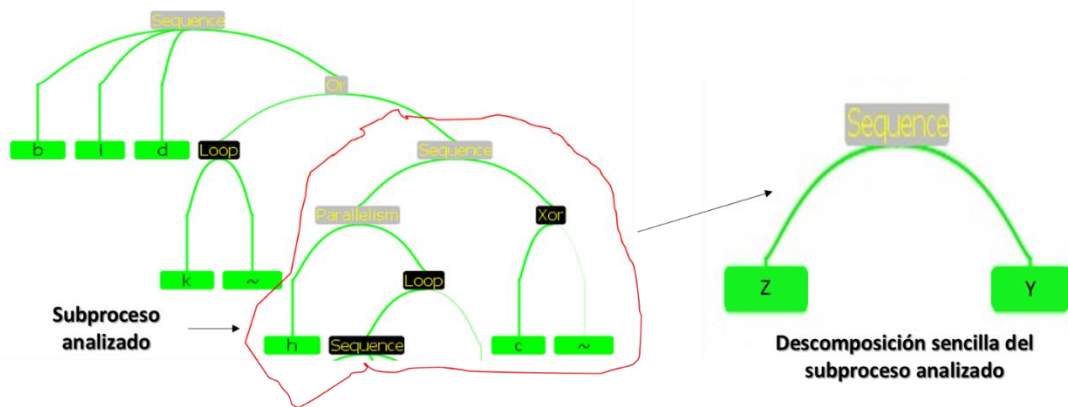 Sequence
Or
b
i
d
Loop
Sequence
Parallelism
Xor
k
~
Loop
h
Sequence
c
~
Subproceso
analizado
Sequence
Z
Y
Descomposición sencilla del
subproceso analizado